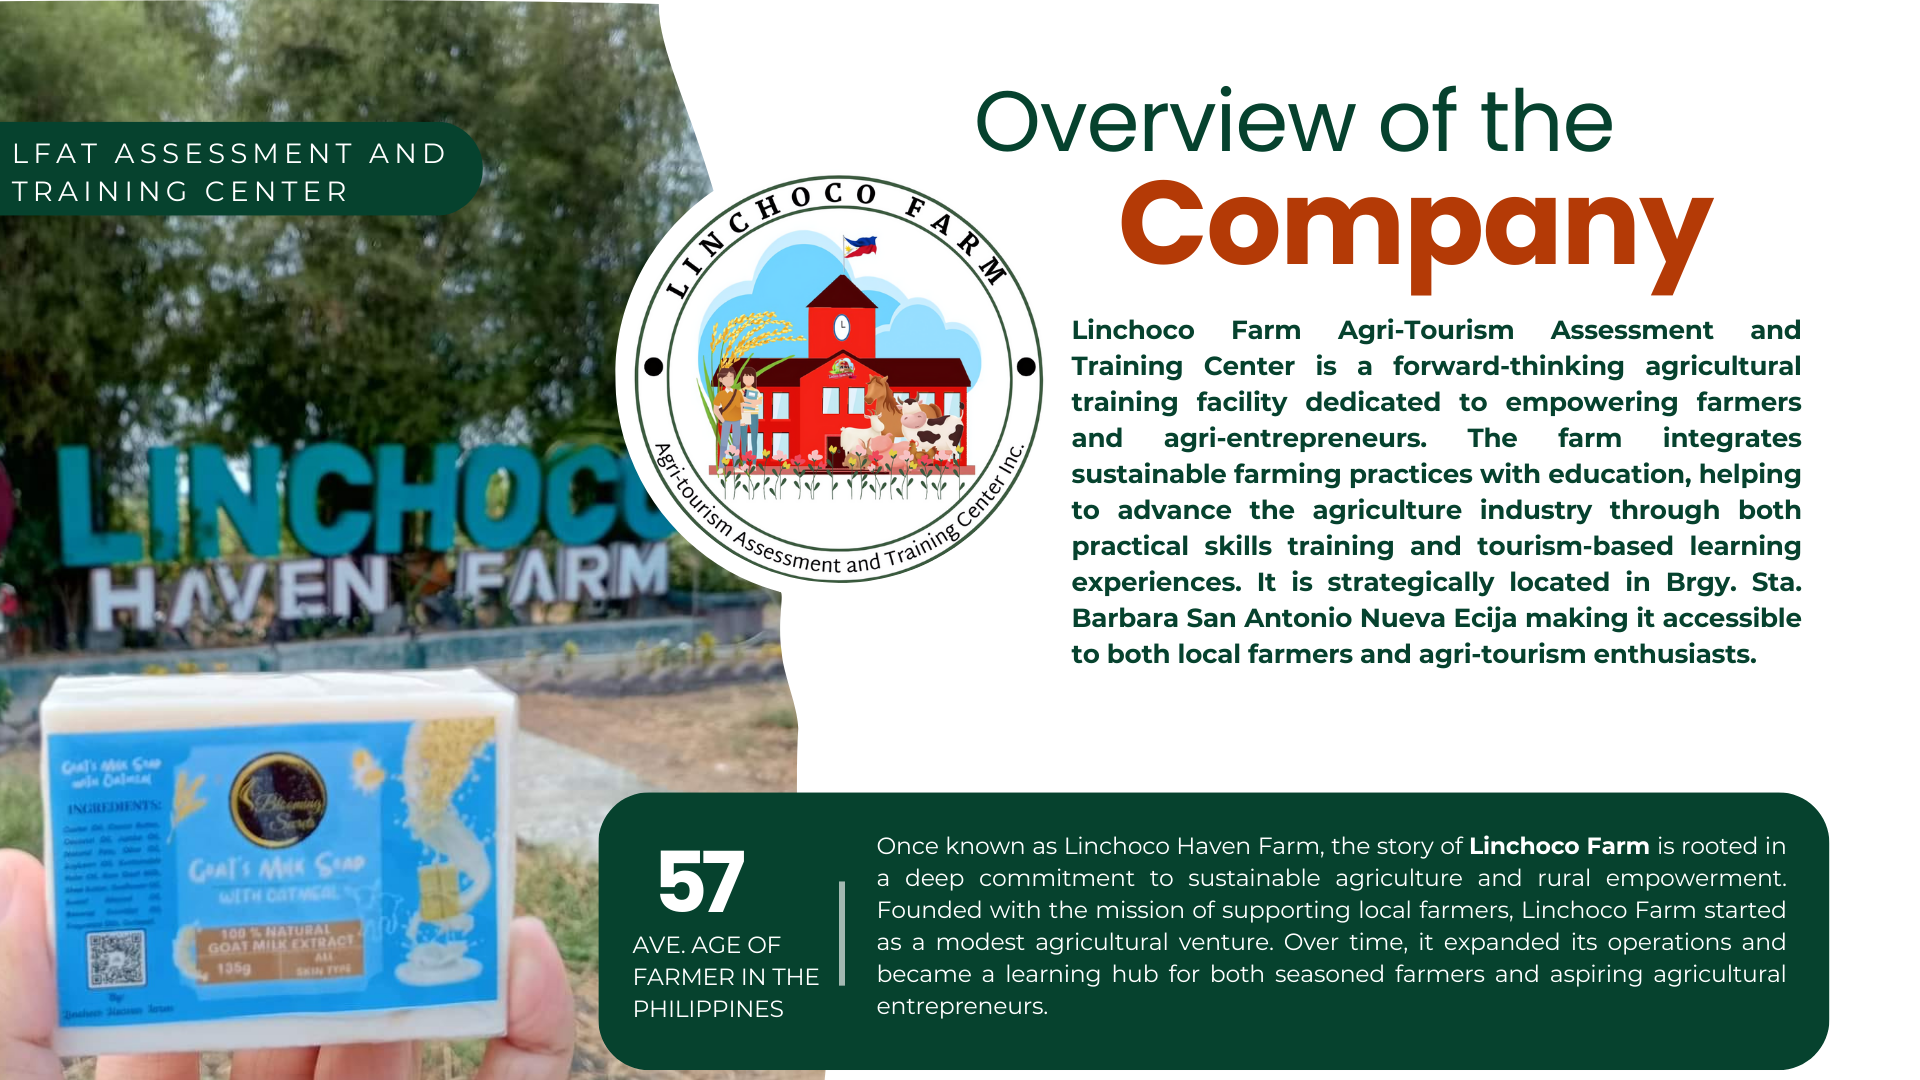 LFAT ASSESSMENT AND
TRAINING CENTER
LINCHOCO FARM
Agri-tourism Assessment and Training Center Inc.
Overview of the
Company
Linchoco Farm Agri-Tourism Assessment and
Training Center is a forward-thinking agricultural
training facility dedicated to empowering farmers
and agri-entrepreneurs. The farm integrates
sustainable farming practices with education, helping
to advance the agriculture industry through both
practical skills training and tourism-based learning
experiences. It is strategically located in Brgy. Sta.
Barbara San Antonio Nueva Ecija making it accessible
to both local farmers and agri-tourism enthusiasts.
LINCHOCO
HAVEN FARM
Goat's Milk Soap
with Oatmeal
INGREDIENTS:
Blooming
Secrets
Goat's Milk Soap
WITH OATMEAL
100 % NATURAL
GOAT MILK EXTRACT
135g
ALL
SKIN TYPE
By
Linchoco Haven Farm
57
AVE. AGE OF
FARMER IN THE
PHILIPPINES
Once known as Linchoco Haven Farm, the story of Linchoco Farm is rooted in
a deep commitment to sustainable agriculture and rural empowerment.
Founded with the mission of supporting local farmers, Linchoco Farm started
as a modest agricultural venture. Over time, it expanded its operations and
became a learning hub for both seasoned farmers and aspiring agricultural
entrepreneurs.